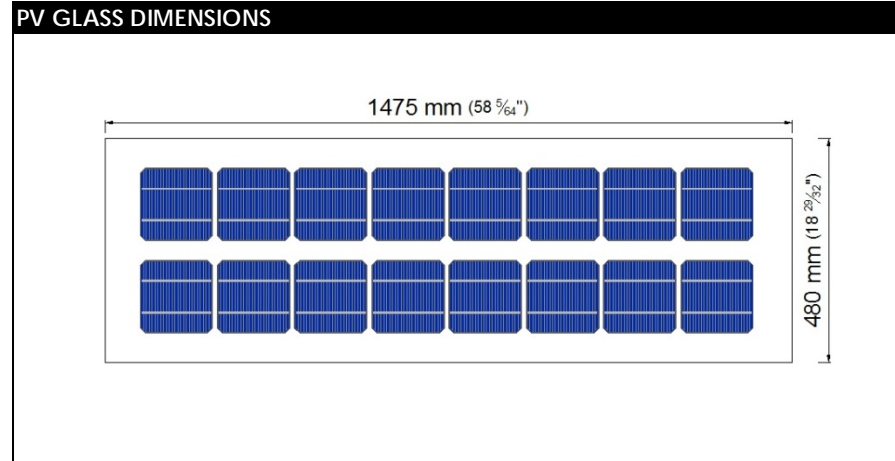 PV GLASS DIMENSIONS
1475 mm (58 5⁄64")
480 mm (18 29⁄32")